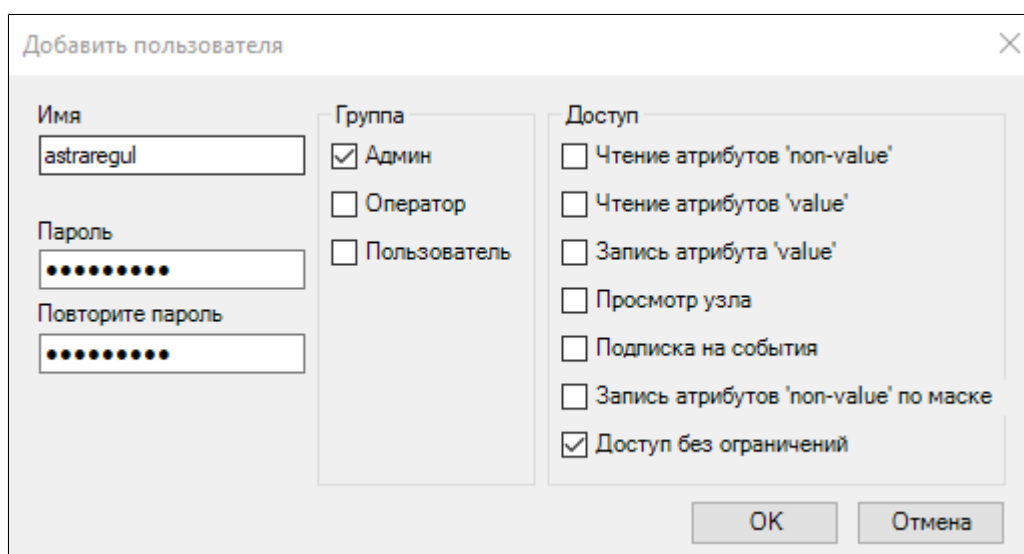 Добавить пользователя
Имя
astraregul
Пароль
●●●●●●●●●
Повторите пароль
●●●●●●●●●
Группа
Админ
Оператор
Пользователь
Доступ
Чтение атрибутов 'non-value'
Чтение атрибутов 'value'
Запись атрибута 'value'
Просмотр узла
Подписка на события
Запись атрибутов 'non-value' по маске
Доступ без ограничений
OK
Отмена